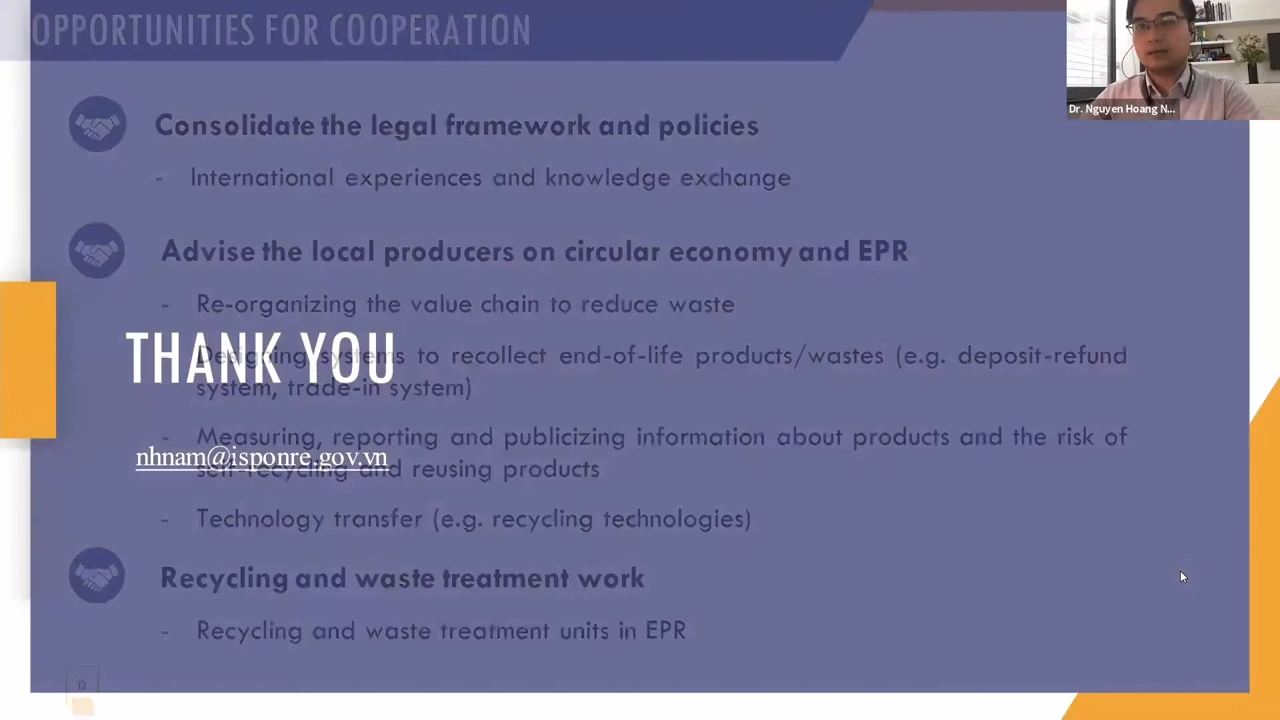 OPPORTUNITIES FOR COOPERATION
Dr. Nguyen Hoang N...
Consolidate the legal framework and policies
- International experiences and knowledge exchange
Advise the local producers on circular economy and EPR
- Re-organizing the value chain to reduce waste
- Designing systems to recollect end-of-life products/wastes (e.g. deposit-refund
system, trade-in system)
THANK YOU
- Measuring, reporting and publicizing information about products and the risk of
self-recycling and reusing products
nhnam@isponre.gov.vn
- Technology transfer (e.g. recycling technologies)
Recycling and waste treatment work
- Recycling and waste treatment units in EPR
12